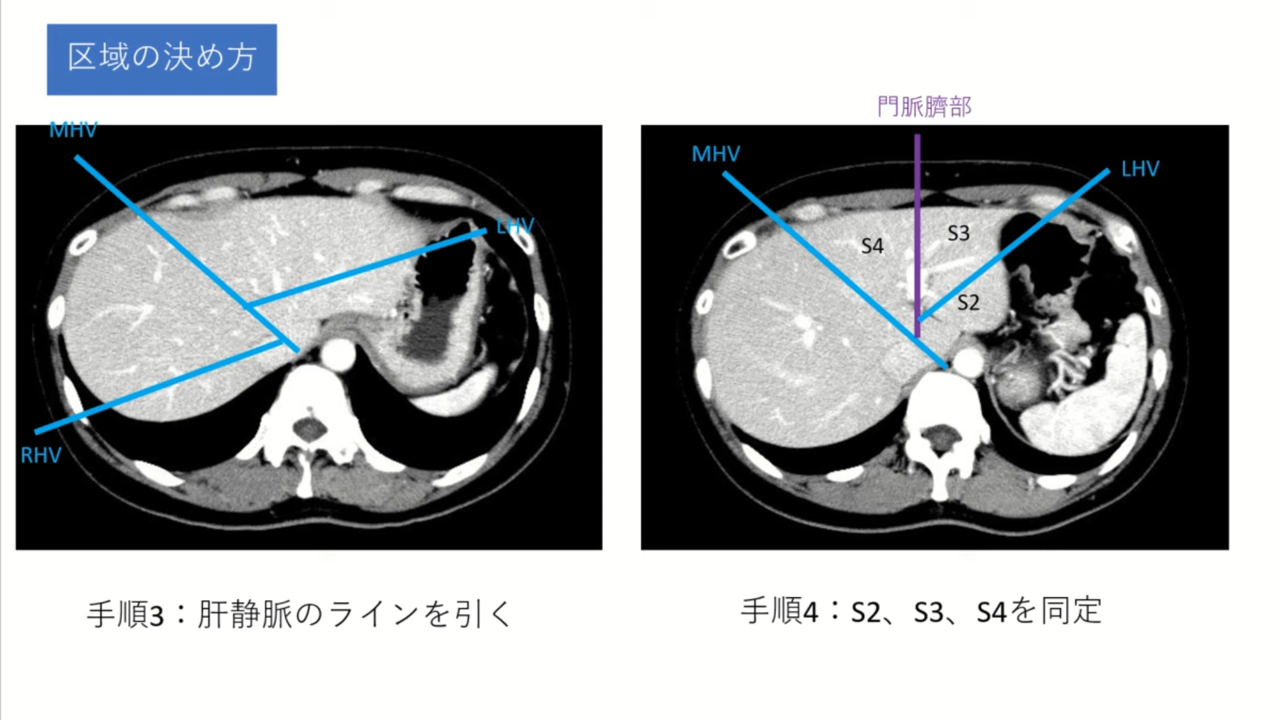 区域の決め方
MHV
LHV
RHV
手順3：肝静脈のラインを引く
門脈臍部
MHV
LHV
S4
S3
S2
手順4：S2、S3、S4を同定